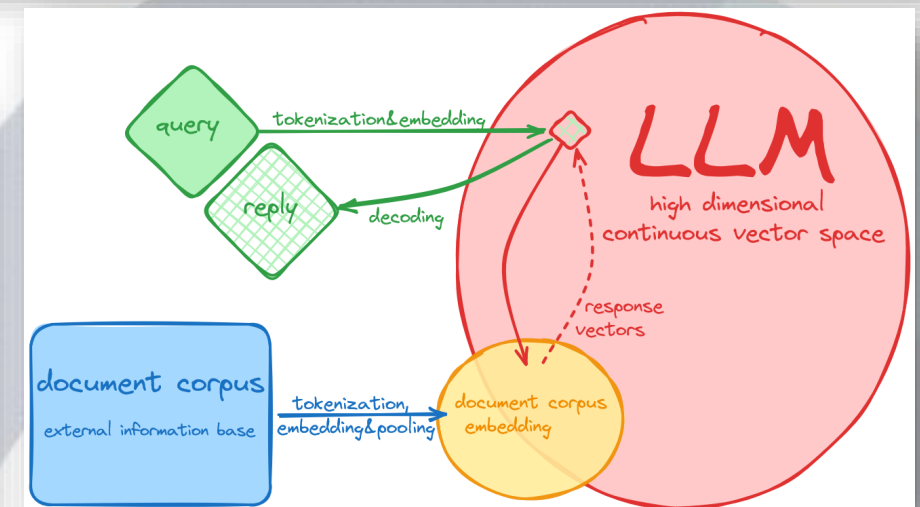 query
tokenization&embedding
reply
decoding
LLM
high dimensional
continuous vector space
response
vectors
document corpus
external information base
tokenization,
embedding&pooling
document corpus
embedding